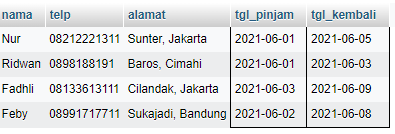 nama telp alamat tgl_pinjam tgl_kembali
Nur 08212221311 Sunter, Jakarta 2021-06-01 2021-06-05
Ridwan 0898188191 Baros, Cimahi 2021-06-01 2021-06-03
Fadhli 08133613111 Cilandak, Jakarta 2021-06-03 2021-06-09
Feby 08991717711 Sukajadi, Bandung 2021-06-02 2021-06-08